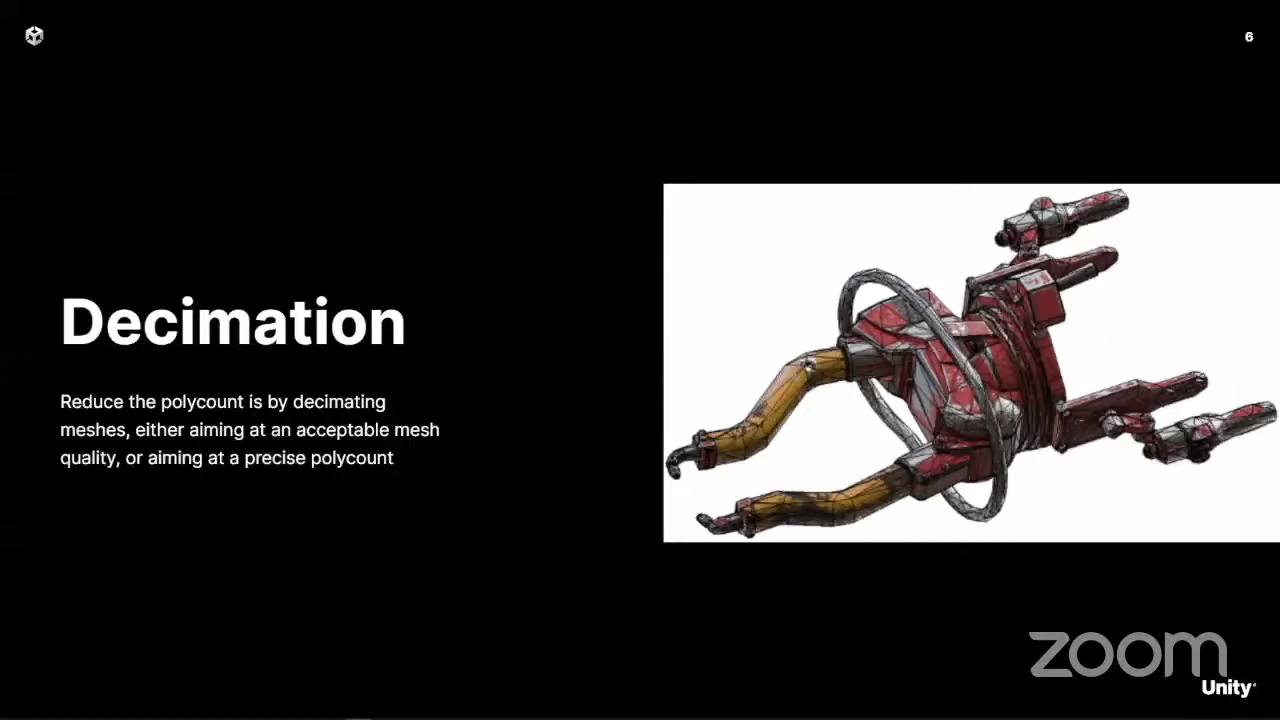 6
Decimation
Reduce the polycount is by decimating
meshes, either aiming at an acceptable mesh
quality, or aiming at a precise polycount
zoom
Unity